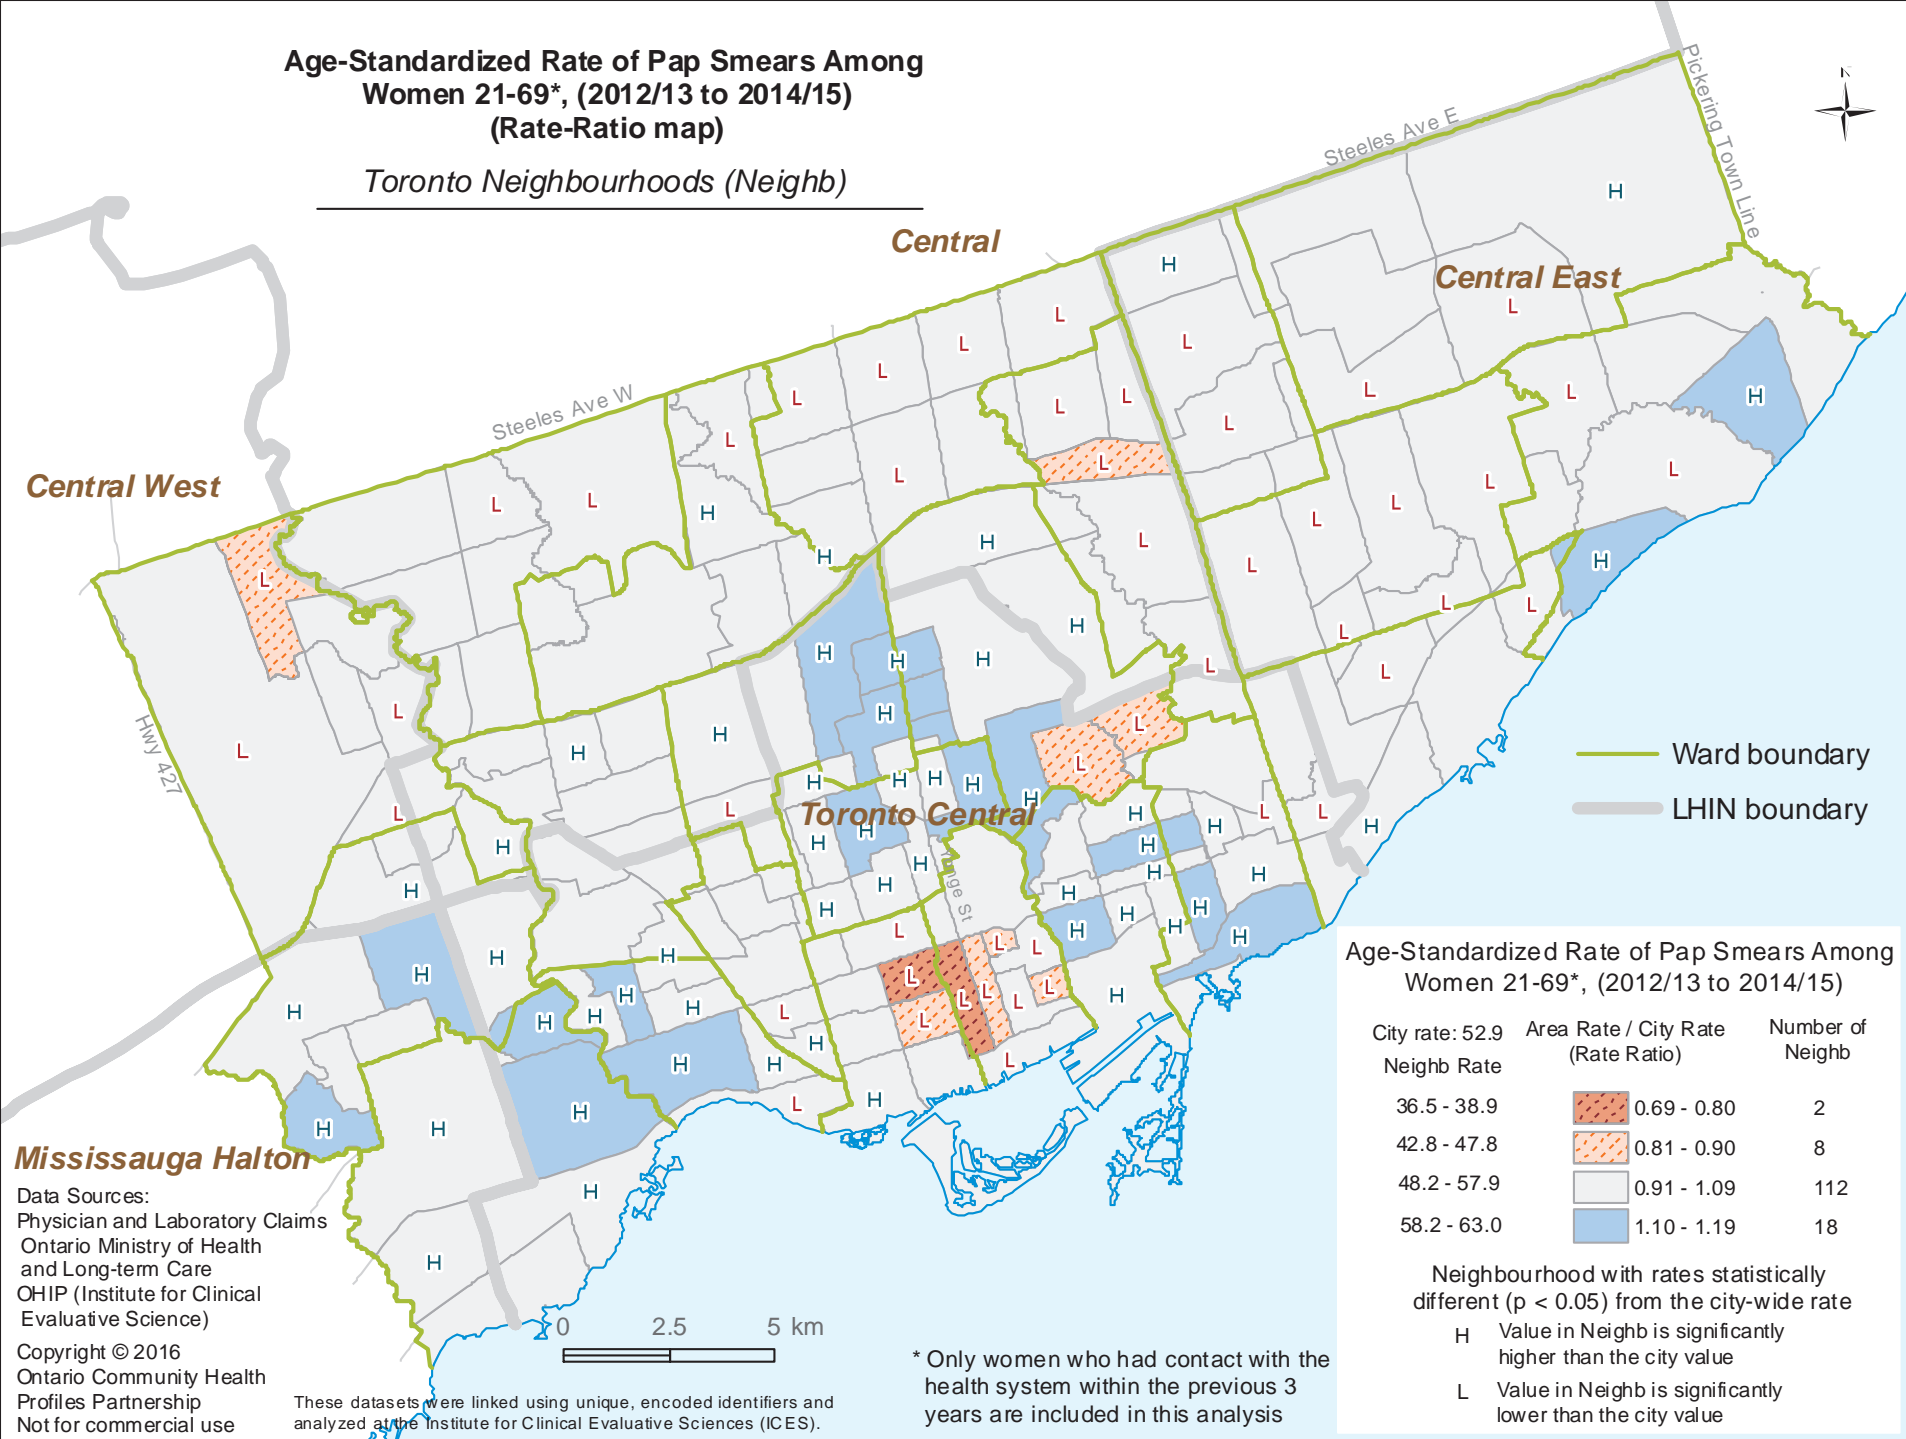 Age-Standardized Rate of Pap Smears Among
Women 21-69*, (2012/13 to 2014/15)
(Rate-Ratio map)
Toronto Neighbourhoods (Neighb)
N
Pickering Town Line
Steeles Ave E
H
Central
H
Central East
L
L
L
L
L
L
L
L
L
L
H
Steeles Ave W
L
L
L
L
L
L
L
L
Central West
L
L
H
L
L
H
H
L
L
H
L
L
L
H
L
H
H
H
L
L
L
H
L
Hwy 427
L
H
H
L
L
Ward boundary
H
H
H
H
H
L
L
Toronto Central
LHIN boundary
H
H
H
L
L
H
H
H
H
H
H
Yonge St
H
H
H
H
H
H
H
H
H
L
H
H
L
L
H
H
H
L
L
L
H
H
H
H
L
L
L
H
H
H
L
L
H
H
H
H
L
L
H
H
H
H
H
H
Mississauga Halton
Data Sources:
Physician and Laboratory Claims
Ontario Ministry of Health
and Long-term Care
OHIP (Institute for Clinical
Evaluative Science)
Copyright © 2016
Ontario Community Health
Profiles Partnership
Not for commercial use
0 2.5 5 km
These datasets were linked using unique, encoded identifiers and
analyzed at the Institute for Clinical Evaluative Sciences (ICES).
* Only women who had contact with the
health system within the previous 3
years are included in this analysis
Age-Standardized Rate of Pap Smears Among
Women 21-69*, (2012/13 to 2014/15)
City rate: 52.9
Neighb Rate
Area Rate / City Rate
(Rate Ratio)
Number of
Neighb
36.5 - 38.9 0.69 - 0.80 2
42.8 - 47.8 0.81 - 0.90 8
48.2 - 57.9 0.91 - 1.09 112
58.2 - 63.0 1.10 - 1.19 18
Neighbourhood with rates statistically
different (p < 0.05) from the city-wide rate
H Value in Neighb is significantly
higher than the city value
L Value in Neighb is significantly
lower than the city value